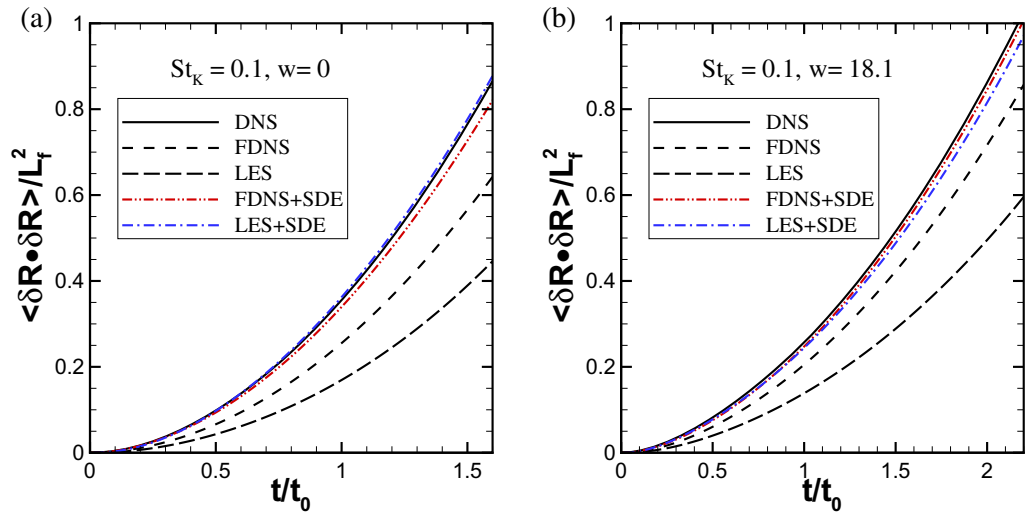 (a)
<δR•δR>/L_f^2
1
0.8
0.6
0.4
0.2
0
St_K = 0.1, w= 0
DNS
FDNS
LES
FDNS+SDE
LES+SDE
0 0.5 1 1.5
t/t_0
(b)
<δR•δR>/L_f^2
1
0.8
0.6
0.4
0.2
0
St_K = 0.1, w= 18.1
DNS
FDNS
LES
FDNS+SDE
LES+SDE
0 0.5 1 1.5 2
t/t_0